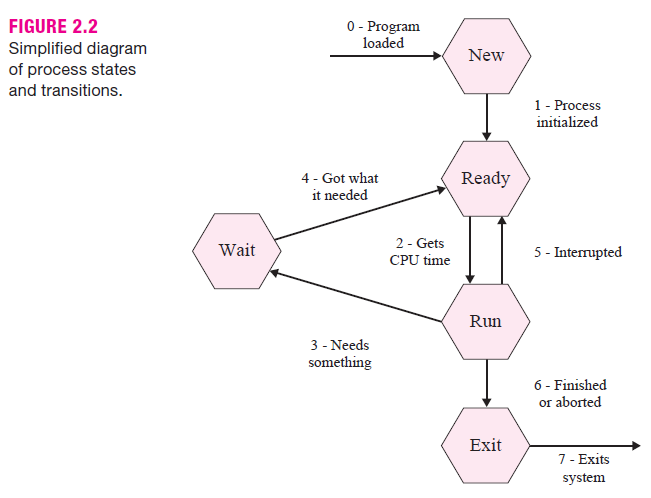 FIGURE 2.2
Simplified diagram
of process states
and transitions.
0 - Program
loaded
New
1 - Process
initialized
4 - Got what
it needed
Ready
Wait
2 - Gets
CPU time
5 - Interrupted
Run
3 - Needs
something
6 - Finished
or aborted
Exit
7 - Exits
system